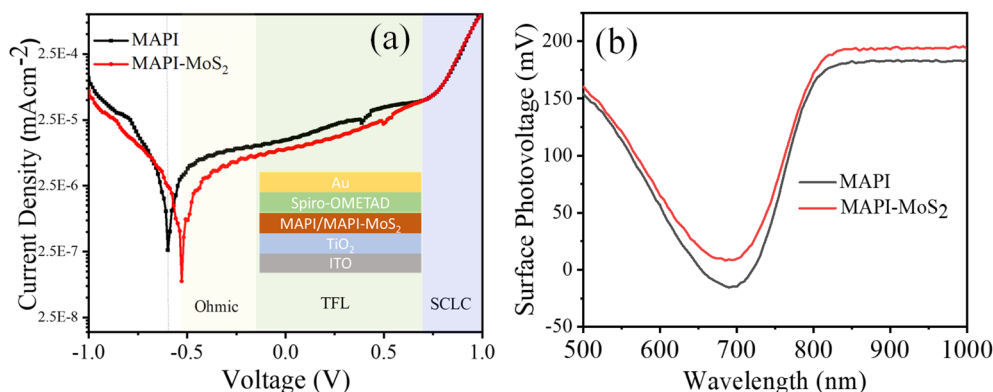 (a)
MAPI
MAPI-MoS2
2.5E-4
2.5E-5
2.5E-6
2.5E-7
2.5E-8
Current Density (mAcm-2)
Au
Spiro-OMETAD
MAPI/MAPI-MoS2
TiO2
ITO
Ohmic
TFL
SCLC
-1.0
-0.5
0.0
0.5
1.0
Voltage (V)
(b)
200
150
100
50
0
-50
Surface Photovoltage (mV)
MAPI
MAPI-MoS2
500
600
700
800
900
1000
Wavelength (nm)